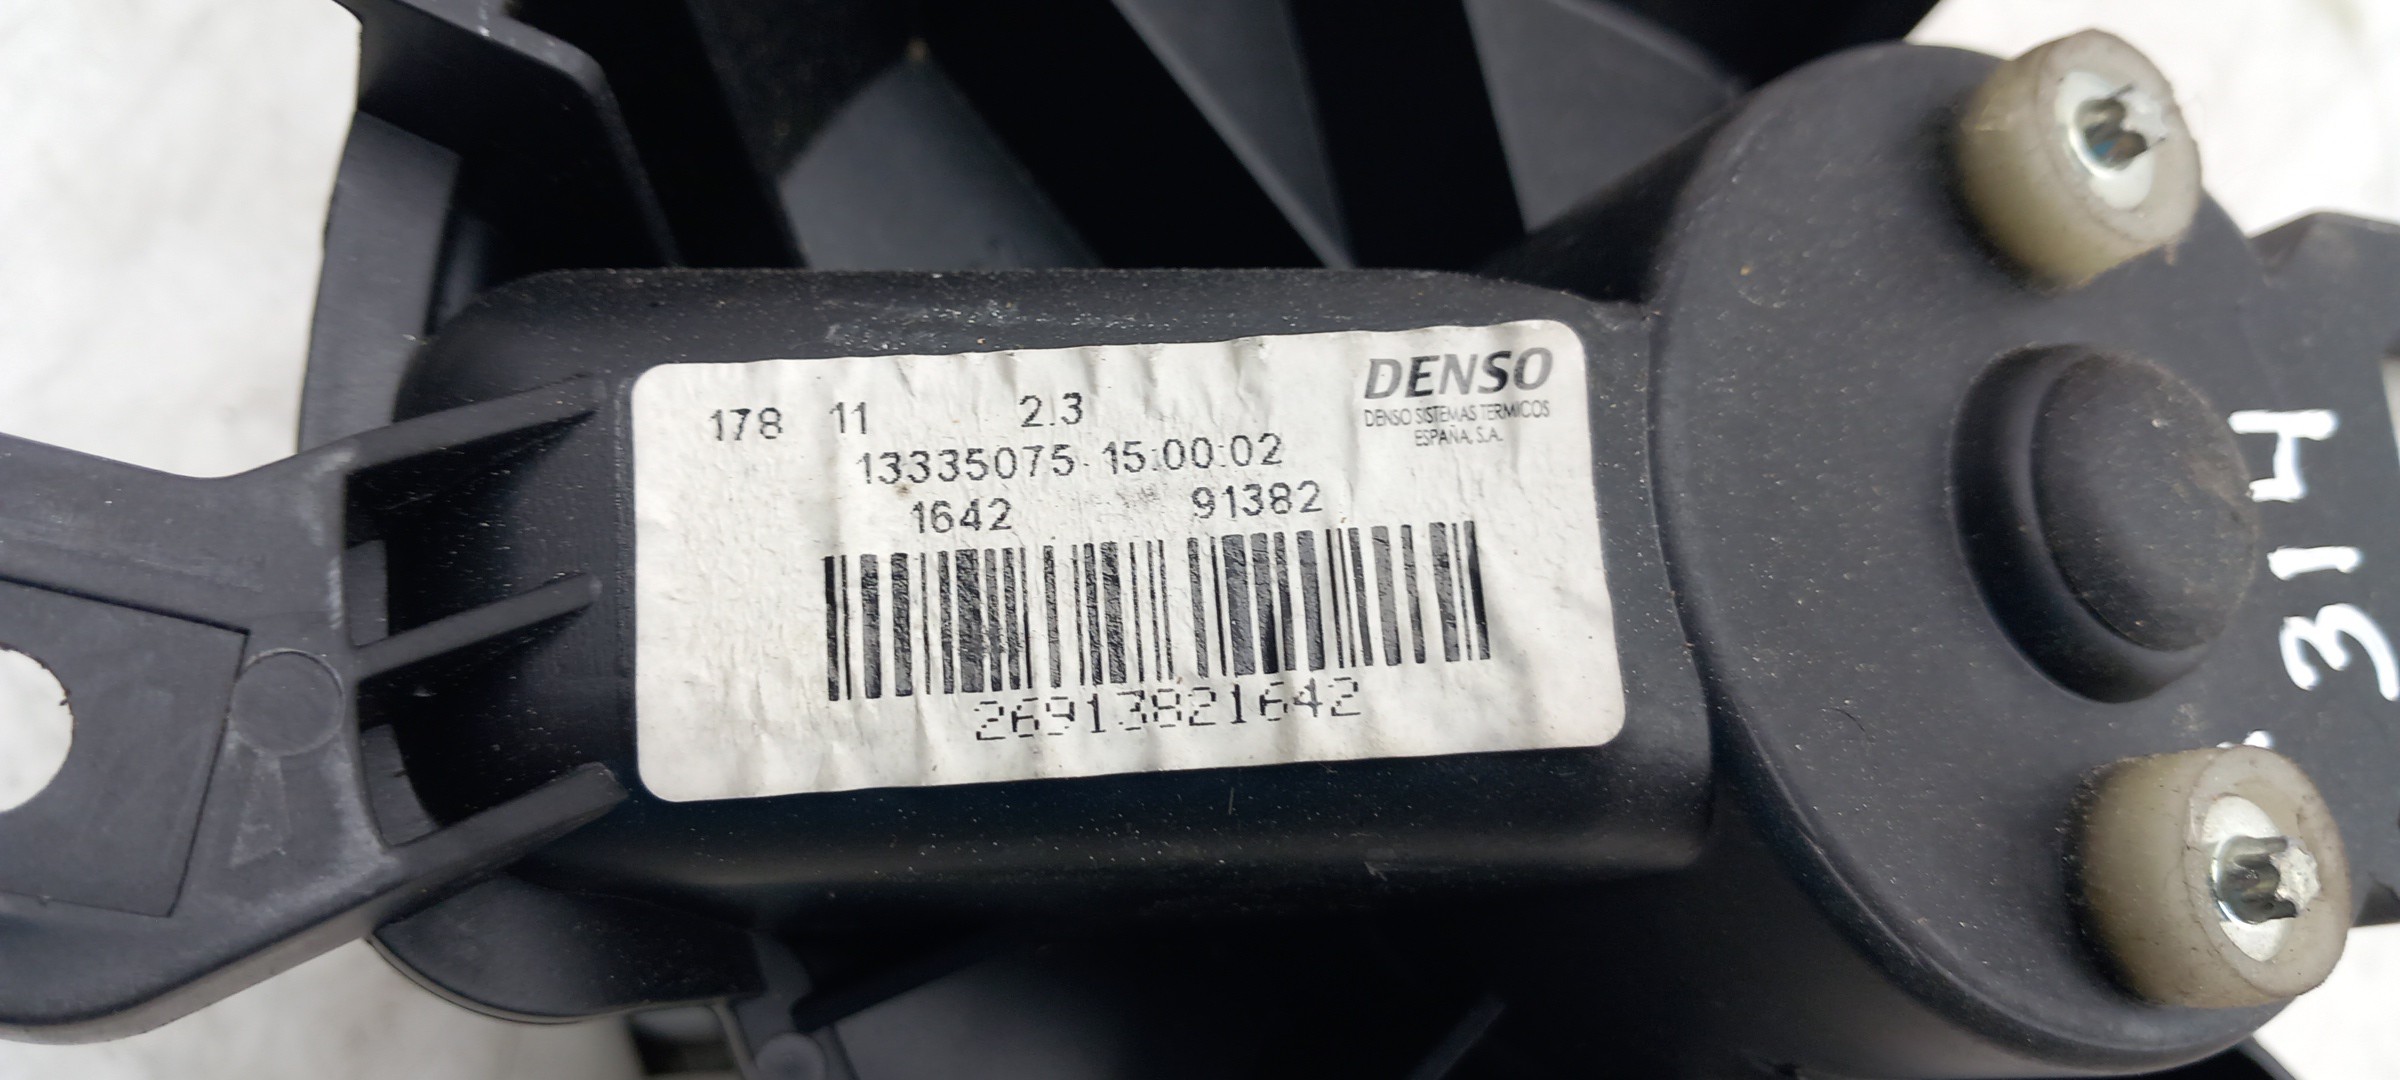 DENSO
DENSO SISTEMAS TERMICOS
ESPAÑA, S.A.
178 11 2.3
13335075 15:00:02
1642 91382
26913821642
314